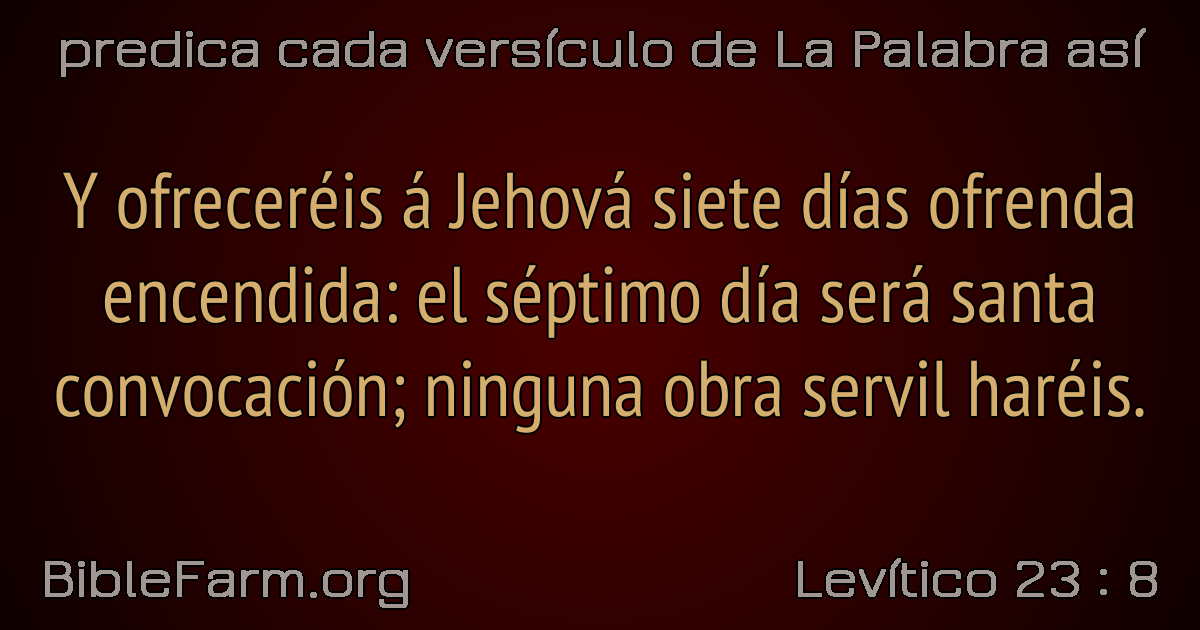 predica cada versículo de La Palabra así
Y ofreceréis á Jehová siete días ofrenda
encendida: el séptimo día será santa
convocación; ninguna obra servil haréis.
BibleFarm.org
Levítico 23 : 8